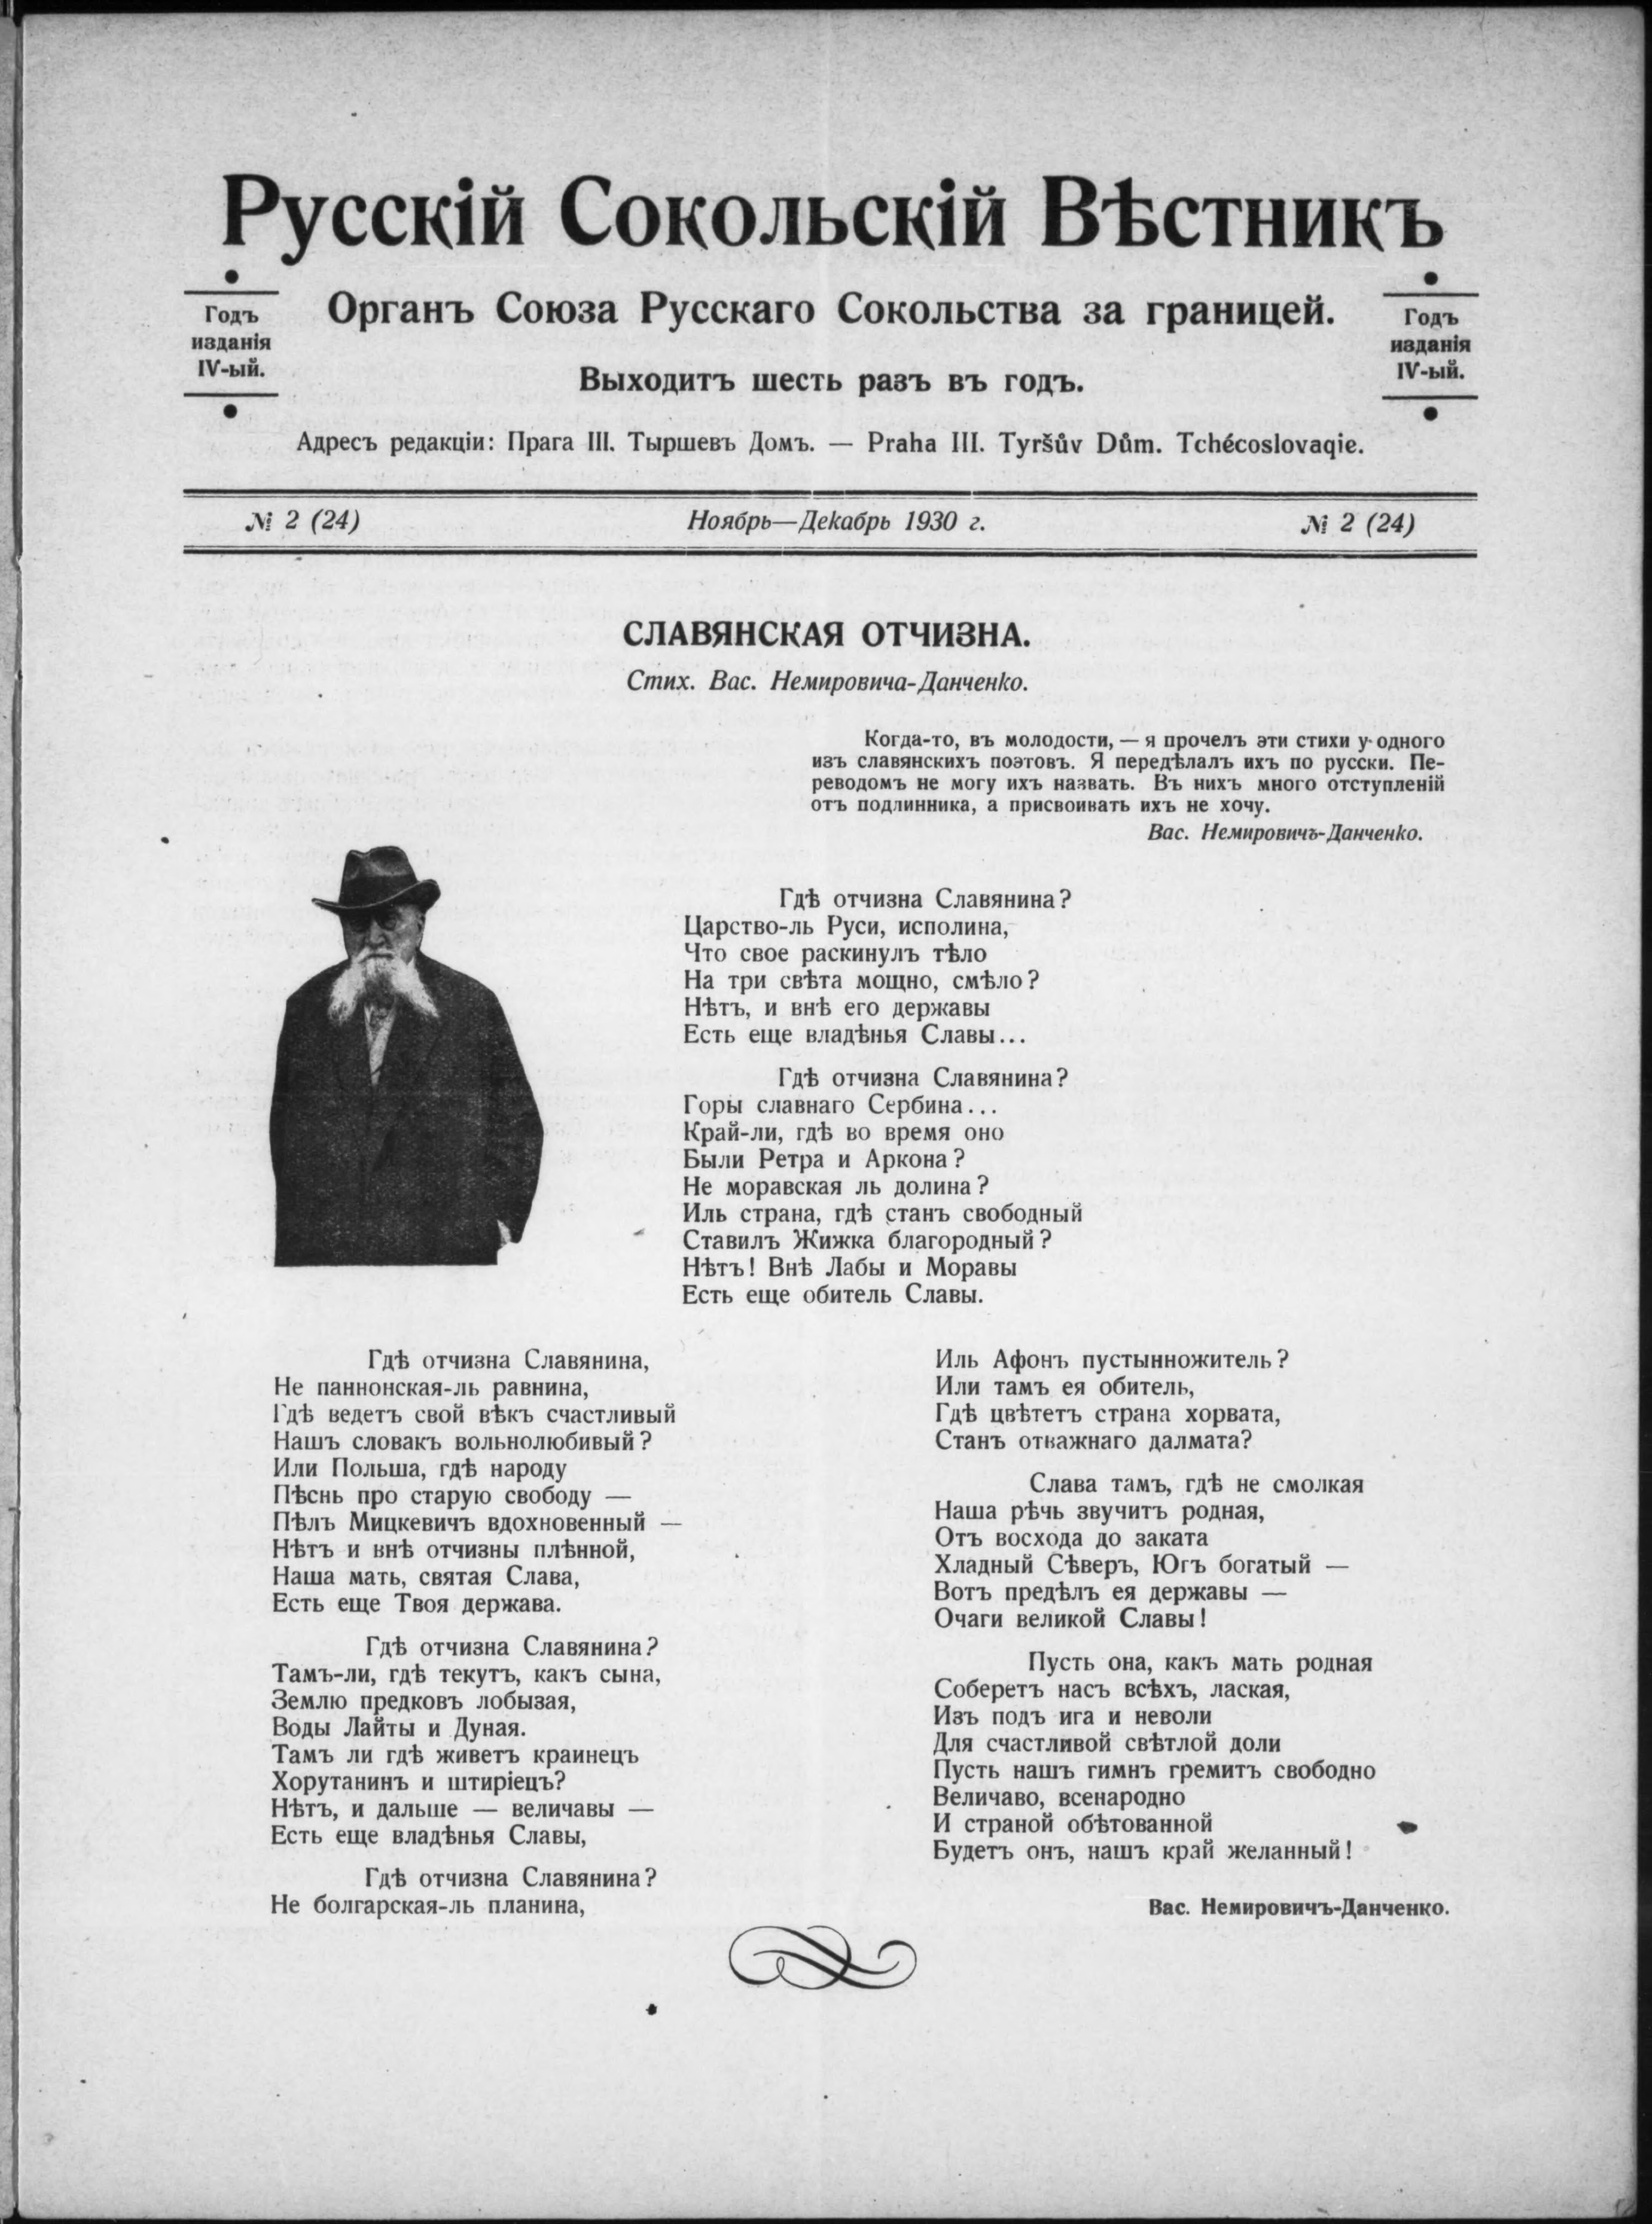 Русскій Сокольскій Вѣстникъ
Годъ
изданія
IV-ый.
Органъ Союза Русскаго Сокольства за границей.
Выходитъ шесть разъ въ годъ.
Годъ
изданія
IV-ый.
Адресъ редакціи: Прага III. Тыршевъ Домъ. — Praha III. Tyršův Dům. Tchécoslovaqie.
№ 2 (24)
Ноябрь—Декабрь 1930 г.
№ 2 (24)
СЛАВЯНСКАЯ ОТЧИЗНА.
Стих. Вас. Немировича-Данченко.
Когда-то, въ молодости, — я прочелъ эти стихи у одного
изъ славянскихъ поэтовъ. Я передѣлалъ ихъ по русски. Пе-
реводомъ не могу ихъ назвать. Въ нихъ много отступленій
отъ подлинника, а присвоивать ихъ не хочу.
Вас. Немировичъ-Данченко.
Гдѣ отчизна Славянина?
Царство-ль Руси, исполина,
Что свое раскинулъ тѣло
На три свѣта мощно, смѣло?
Нѣтъ, и внѣ его державы
Есть еще владѣнья Славы...
Гдѣ отчизна Славянина?
Горы славнаго Сербина...
Край-ли, гдѣ во время оно
Были Ретра и Аркона?
Не моравская ль долина?
Иль страна, гдѣ станъ свободный
Ставилъ Жижка благородный?
Нѣтъ! Внѣ Лабы и Моравы
Есть еще обитель Славы.
Гдѣ отчизна Славянина,
Не паннонская-ль равнина,
Гдѣ ведетъ свой вѣкъ счастливый
Нашъ словакъ вольнолюбивый?
Или Польша, гдѣ народу
Пѣснь про старую свободу —
Пѣлъ Мицкевичъ вдохновенный —
Нѣтъ и внѣ отчизны плѣнной,
Наша мать, святая Слава,
Есть еще Твоя держава.
Гдѣ отчизна Славянина?
Тамъ-ли, гдѣ текутъ, какъ сына,
Землю предковъ лобызая,
Воды Лайты и Дуная.
Тамъ ли гдѣ живетъ краинецъ
Хорутанинъ и штиріецъ?
Нѣтъ, и дальше — величавы —
Есть еще владѣнья Славы,
Гдѣ отчизна Славянина?
Не болгарская-ль планина,
Иль Афонъ пустынножитель?
Или тамъ ея обитель,
Гдѣ цвѣтетъ страна хорвата,
Станъ отважнаго далмата?
Слава тамъ, гдѣ не смолкая
Наша рѣчь звучитъ родная,
Отъ восхода до заката
Хладный Сѣверъ, Югъ богатый —
Вотъ предѣлъ ея державы —
Очаги великой Славы!
Пусть она, какъ мать родная
Соберетъ насъ всѣхъ, лаская,
Изъ подъ ига и неволи
Для счастливой свѣтлой доли
Пусть нашъ гимнъ гремитъ свободно
Величаво, всенародно
И страной обѣтованной
Будетъ онъ, нашъ край желанный!
Вас. Немировичъ-Данченко.